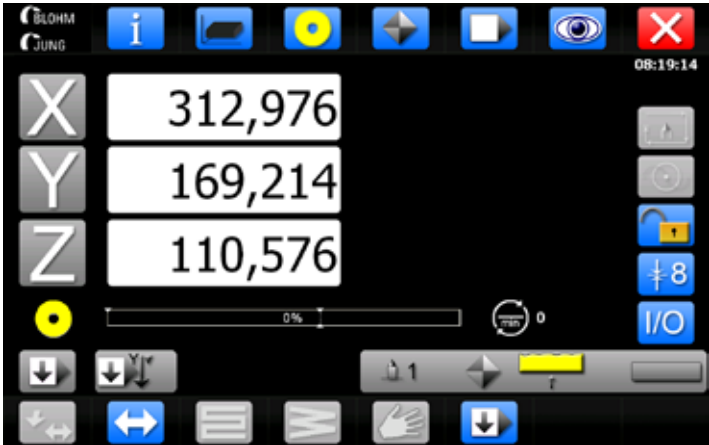 BLOHM
JUNG
i
08:19:14
X 312,976
Y 169,214
Z 110,576
8
0%
min 0
I/O
Y
1